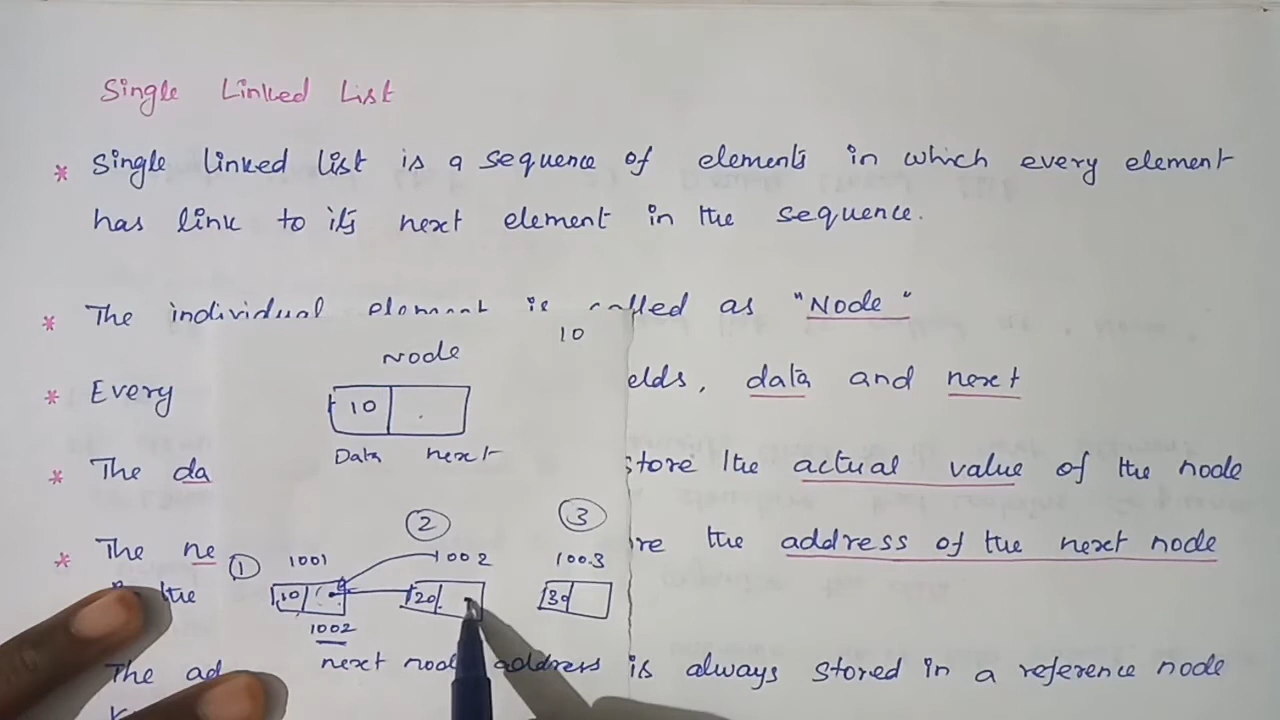 Single Linked List
* Single linked list is a sequence of elements in which every element
has link to its next element in the sequence.
* The individual element is called as "Node"
10
Node
* Every elds, data and next
10
Data next
* The da store the actual value of the node
② ③
* The ne re the address of the next node
① 1001 1002 1003
the 10 20 30
1002
The ad next node address is always stored in a reference node